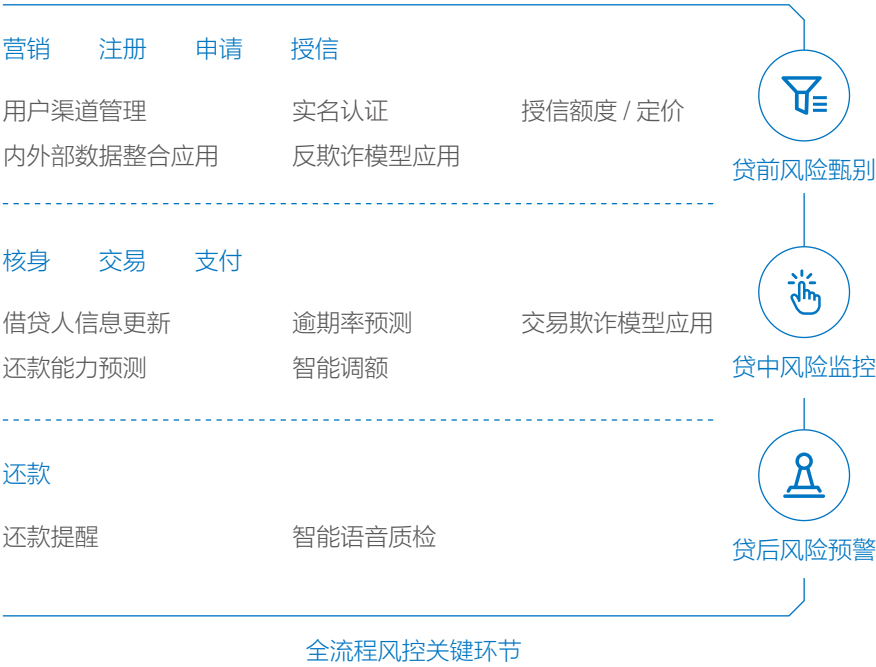 营销 注册 申请 授信
用户渠道管理 实名认证 授信额度 / 定价
内外部数据整合应用 反欺诈模型应用
贷前风险甄别
核身 交易 支付
借贷人信息更新 逾期率预测 交易欺诈模型应用
还款能力预测 智能调额
贷中风险监控
还款
还款提醒 智能语音质检
贷后风险预警
全流程风控关键环节